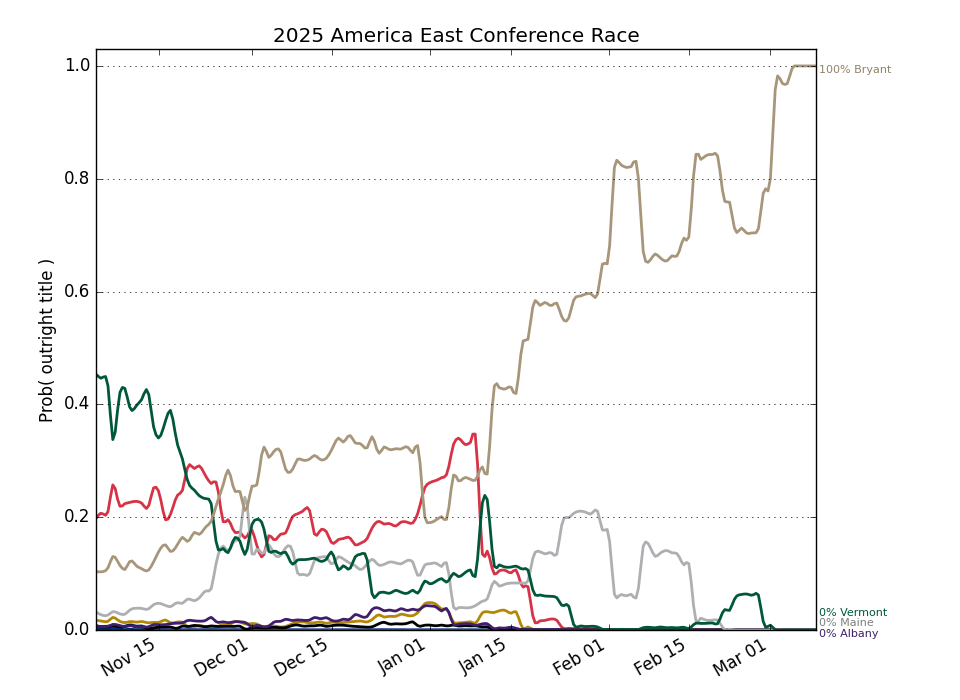 2025 America East Conference Race
Prob( outright title )
1.0
0.8
0.6
0.4
0.2
0.0
Nov 15
Dec 01
Dec 15
Jan 01
Jan 15
Feb 01
Feb 15
Mar 01
100% Bryant
0% Vermont
0% Maine
0% Albany